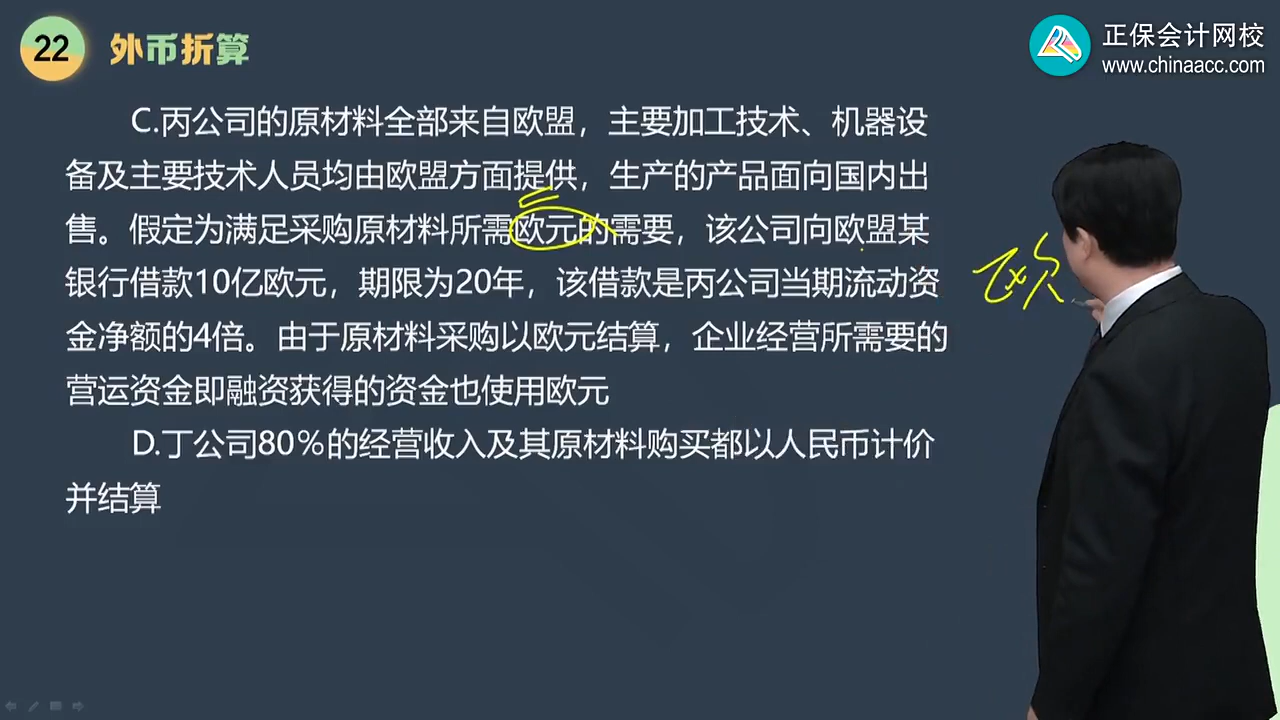 22 外币折算
正保会计网校
www.chinaacc.com
C.丙公司的原材料全部来自欧盟，主要加工技术、机器设
备及主要技术人员均由欧盟方面提供，生产的产品面向国内出
售。假定为满足采购原材料所需欧元的需要，该公司向欧盟某
银行借款10亿欧元，期限为20年，该借款是丙公司当期流动资
金净额的4倍。由于原材料采购以欧元结算，企业经营所需要的
营运资金即融资获得的资金也使用欧元
D.丁公司80%的经营收入及其原材料购买都以人民币计价
并结算
欧